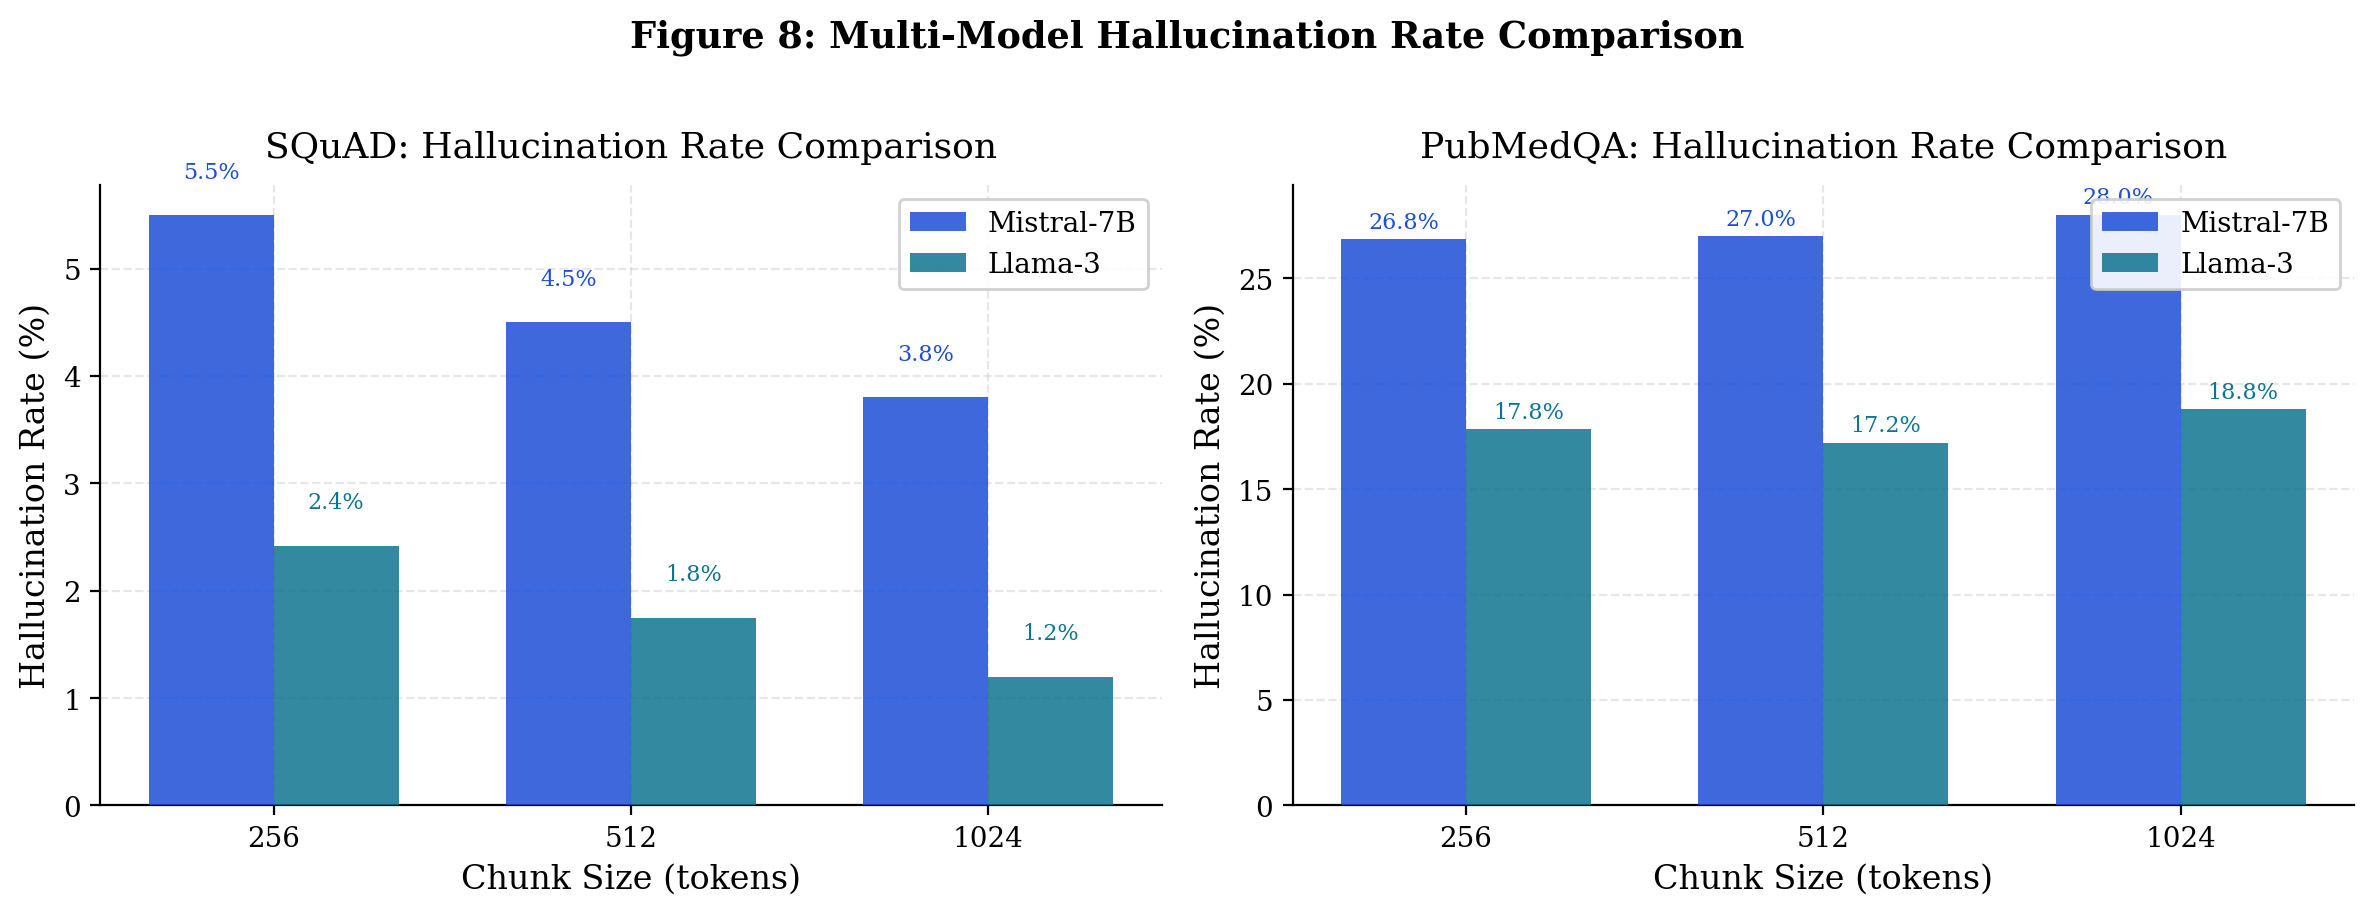 Figure 8: Multi-Model Hallucination Rate Comparison
SQuAD: Hallucination Rate Comparison
5.5%
4.5%
3.8%
2.4%
1.8%
1.2%
Mistral-7B
Llama-3
Hallucination Rate (%)
5
4
3
2
1
0
256
512
1024
Chunk Size (tokens)
PubMedQA: Hallucination Rate Comparison
26.8%
27.0%
28.0%
17.8%
17.2%
18.8%
Mistral-7B
Llama-3
Hallucination Rate (%)
25
20
15
10
5
0
256
512
1024
Chunk Size (tokens)